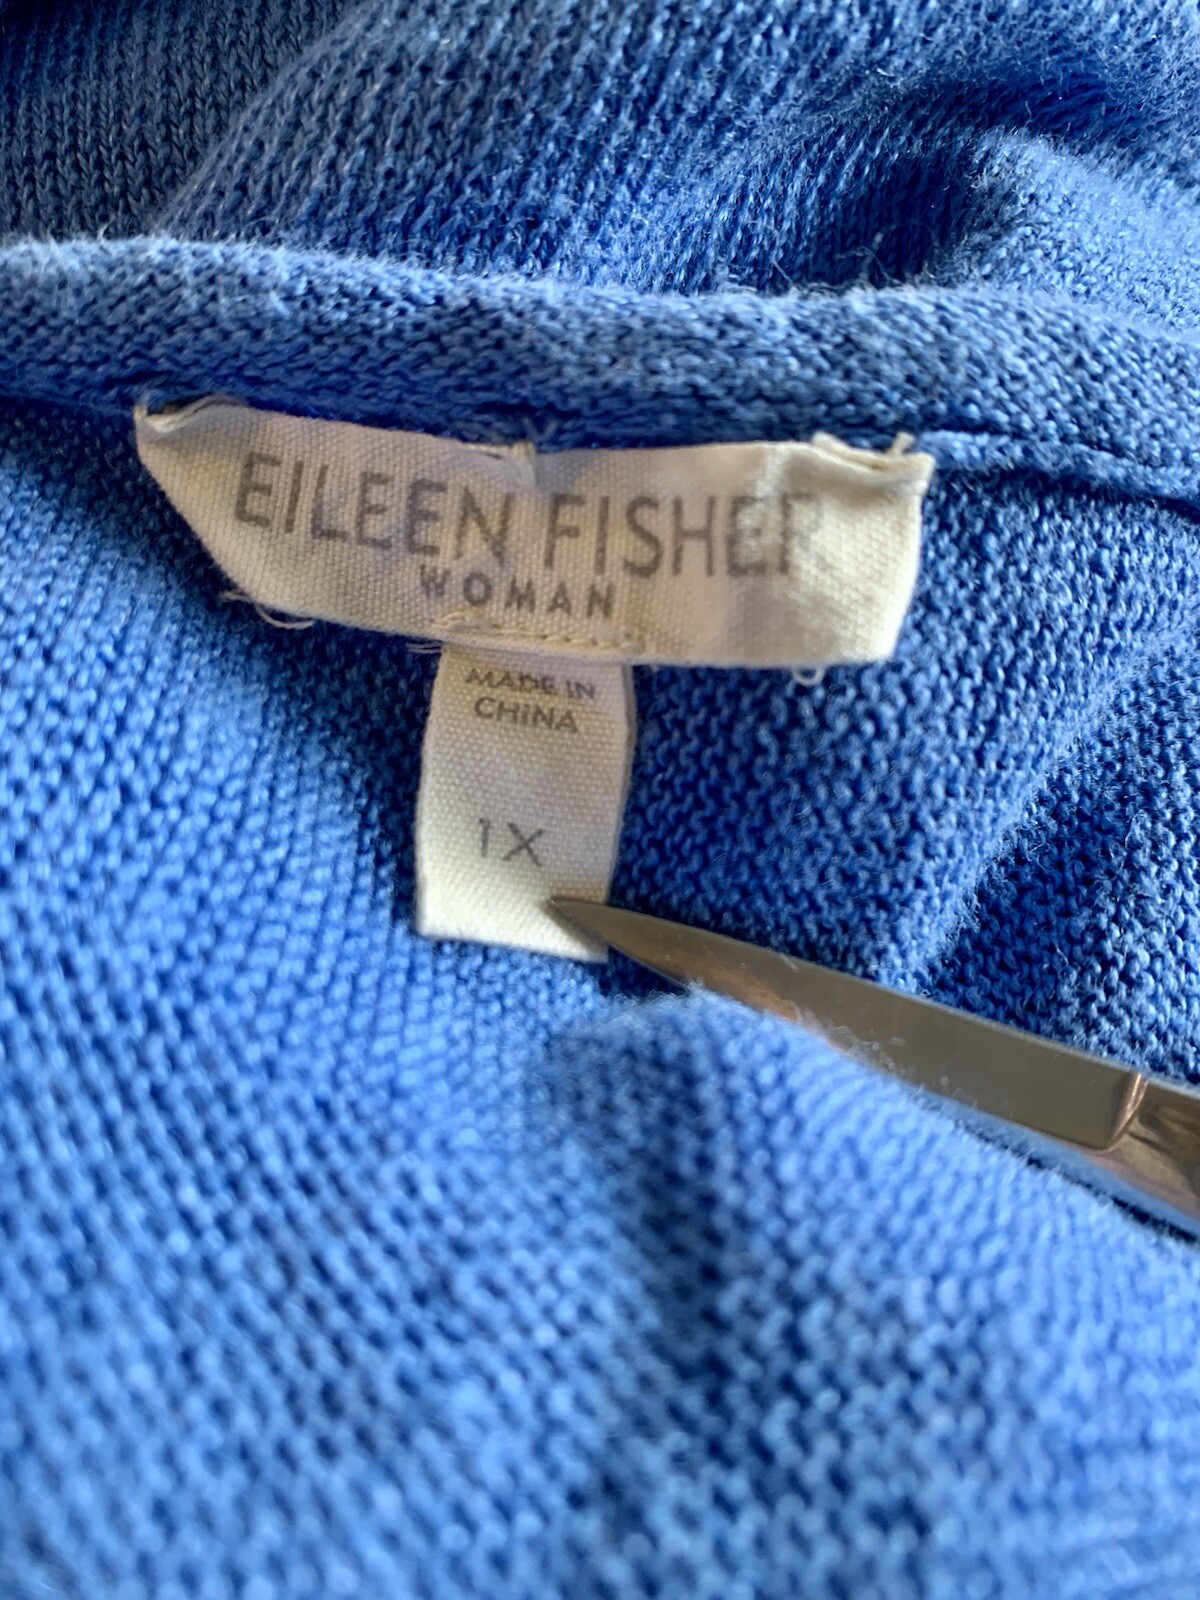 EILEEN FISHER
WOMAN
MADE IN
CHINA
1X